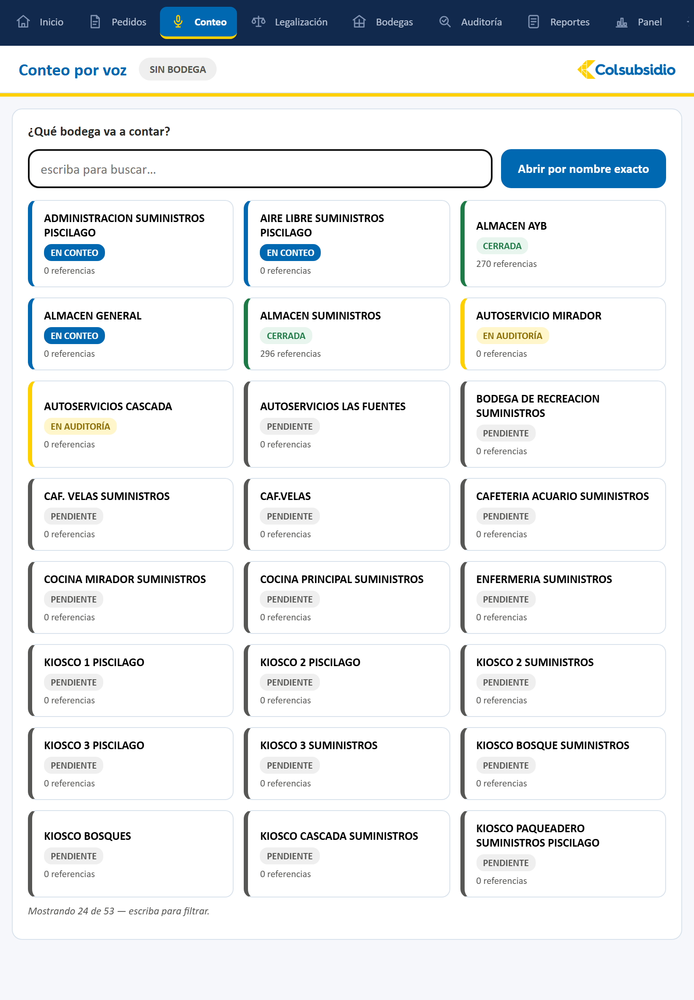 Inicio
Pedidos
Conteo
Legalización
Bodegas
Auditoría
Reportes
Panel
Conteo por voz
SIN BODEGA
Colsubsidio
¿Qué bodega va a contar?
escriba para buscar...
Abrir por nombre exacto
ADMINISTRACION SUMINISTROS
PISCILAGO
EN CONTEO
0 referencias
AIRE LIBRE SUMINISTROS
PISCILAGO
EN CONTEO
0 referencias
ALMACEN AYB
CERRADA
270 referencias
ALMACEN GENERAL
EN CONTEO
0 referencias
ALMACEN SUMINISTROS
CERRADA
296 referencias
AUTOSERVICIO MIRADOR
EN AUDITORÍA
0 referencias
AUTOSERVICIOS CASCADA
EN AUDITORÍA
0 referencias
AUTOSERVICIOS LAS FUENTES
PENDIENTE
0 referencias
BODEGA DE RECREACION
SUMINISTROS
PENDIENTE
0 referencias
CAF. VELAS SUMINISTROS
PENDIENTE
0 referencias
CAF.VELAS
PENDIENTE
0 referencias
CAFETERIA ACUARIO SUMINISTROS
PENDIENTE
0 referencias
COCINA MIRADOR SUMINISTROS
PENDIENTE
0 referencias
COCINA PRINCIPAL SUMINISTROS
PENDIENTE
0 referencias
ENFERMERIA SUMINISTROS
PENDIENTE
0 referencias
KIOSCO 1 PISCILAGO
PENDIENTE
0 referencias
KIOSCO 2 PISCILAGO
PENDIENTE
0 referencias
KIOSCO 2 SUMINISTROS
PENDIENTE
0 referencias
KIOSCO 3 PISCILAGO
PENDIENTE
0 referencias
KIOSCO 3 SUMINISTROS
PENDIENTE
0 referencias
KIOSCO BOSQUE SUMINISTROS
PENDIENTE
0 referencias
KIOSCO BOSQUES
PENDIENTE
0 referencias
KIOSCO CASCADA SUMINISTROS
PENDIENTE
0 referencias
KIOSCO PAQUEADERO
SUMINISTROS PISCILAGO
PENDIENTE
0 referencias
Mostrando 24 de 53 — escriba para filtrar.